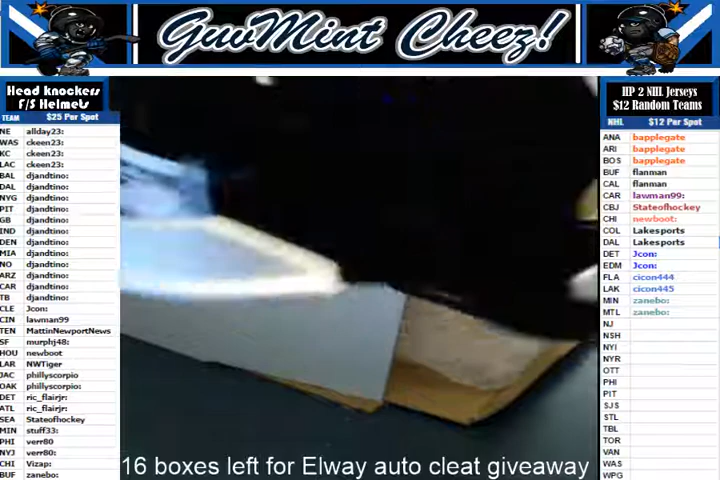 GuvMint Cheez!
Head knockers
F/S Helmets
TEAM $25 Per Spot
NE allday23:
WAS ckeen23:
KC ckeen23:
LAC ckeen23:
BAL djandtino:
DAL djandtino:
NYG djandtino:
PIT djandtino:
GB djandtino:
IND djandtino:
DEN djandtino:
MIA djandtino:
NO djandtino:
ARZ djandtino:
CAR djandtino:
TB djandtino:
CLE Jcon:
CIN lawman99
TEN MattinNewportNews
SF murphj48:
HOU newboot
LAR NWTiger
JAC phillyscorpio
OAK phillyscorpio:
DET ric_flairjr:
ATL ric_flairjr:
SEA Stateofhockey
MIN stuff33:
PHI verr80
NYJ verr80:
CHI Vizap:
BUF zanebo:
16 boxes left for Elway auto cleat giveaway
HP 2 NHL Jerseys
$12 Random Teams
NHL $12 Per Spot
ANA bapplegate
ARI bapplegate
BOS bapplegate
BUF flanman
CAL flanman
CAR lawman99:
CBJ Stateofhockey
CHI newboot:
COL Lakesports
DAL Lakesports
DET Jcon:
EDM Jcon:
FLA cicon444
LAK cicon445
MIN zanebo:
MTL zanebo:
NJ
NSH
NYI
NYR
OTT
PHI
PIT
SJS
STL
TBL
TOR
VAN
WAS
WPG